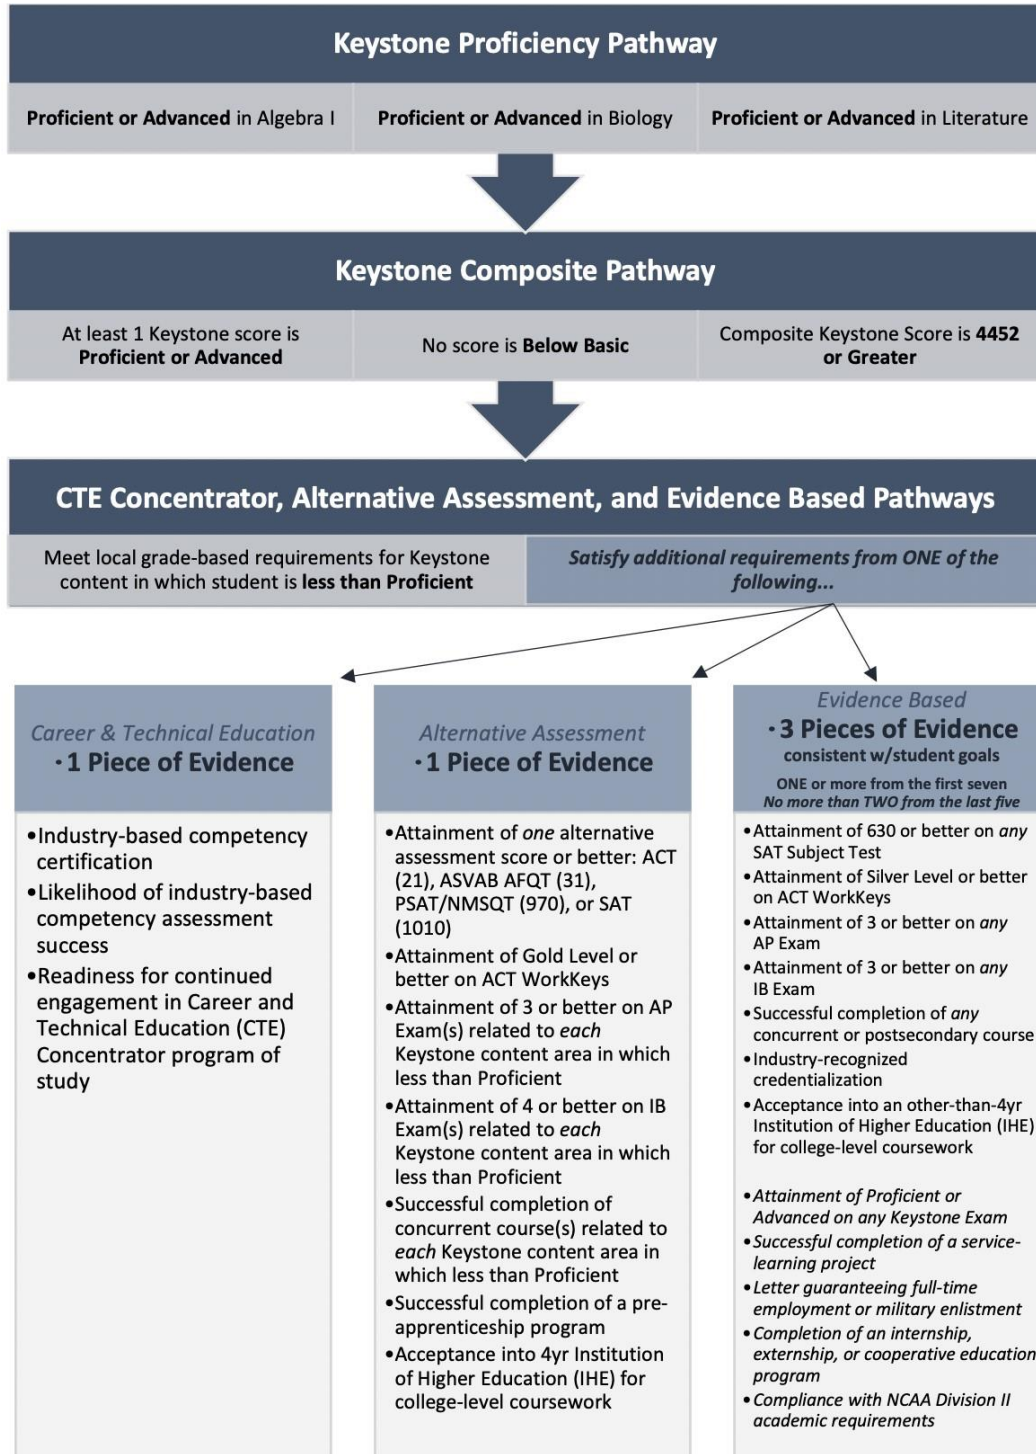 Keystone Proficiency Pathway
Proficient or Advanced in Algebra I
Proficient or Advanced in Biology
Proficient or Advanced in Literature
Keystone Composite Pathway
At least 1 Keystone score is
Proficient or Advanced
No score is Below Basic
Composite Keystone Score is 4452
or Greater
CTE Concentrator, Alternative Assessment, and Evidence Based Pathways
Meet local grade-based requirements for Keystone
content in which student is less than Proficient
Satisfy additional requirements from ONE of the
following...
Career & Technical Education
· 1 Piece of Evidence
•Industry-based competency
certification
•Likelihood of industry-based
competency assessment
success
•Readiness for continued
engagement in Career and
Technical Education (CTE)
Concentrator program of
study
Alternative Assessment
· 1 Piece of Evidence
•Attainment of one alternative
assessment score or better: ACT
(21), ASVAB AFQT (31),
PSAT/NMSQT (970), or SAT
(1010)
•Attainment of Gold Level or
better on ACT WorkKeys
•Attainment of 3 or better on AP
Exam(s) related to each
Keystone content area in which
less than Proficient
•Attainment of 4 or better on IB
Exam(s) related to each
Keystone content area in which
less than Proficient
•Successful completion of
concurrent course(s) related to
each Keystone content area in
which less than Proficient
•Successful completion of a pre-
apprenticeship program
•Acceptance into 4yr Institution
of Higher Education (IHE) for
college-level coursework
Evidence Based
· 3 Pieces of Evidence
consistent w/student goals
ONE or more from the first seven
No more than TWO from the last five
•Attainment of 630 or better on any
SAT Subject Test
•Attainment of Silver Level or better
on ACT WorkKeys
•Attainment of 3 or better on any
AP Exam
•Attainment of 3 or better on any
IB Exam
•Successful completion of any
concurrent or postsecondary course
•Industry-recognized
credentialization
•Acceptance into an other-than-4yr
Institution of Higher Education (IHE)
for college-level coursework
•Attainment of Proficient or
Advanced on any Keystone Exam
•Successful completion of a service-
learning project
•Letter guaranteeing full-time
employment or military enlistment
•Completion of an internship,
externship, or cooperative education
program
•Compliance with NCAA Division II
academic requirements